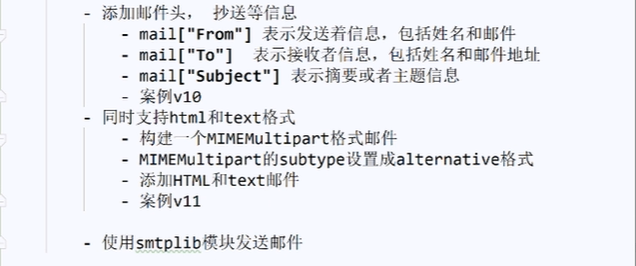 - 添加邮件头， 抄送等信息
- mail["From"] 表示发送着信息，包括姓名和邮件
- mail["To"]  表示接收者信息，包括姓名和邮件地址
- mail["Subject"] 表示摘要或者主题信息
- 案例v10
- 同时支持html和text格式
- 构建一个MIMEMultipart格式邮件
- MIMEMultipart的subtype设置成alternative格式
- 添加HTML和text邮件
- 案例v11
- 使用smtplib模块发送邮件